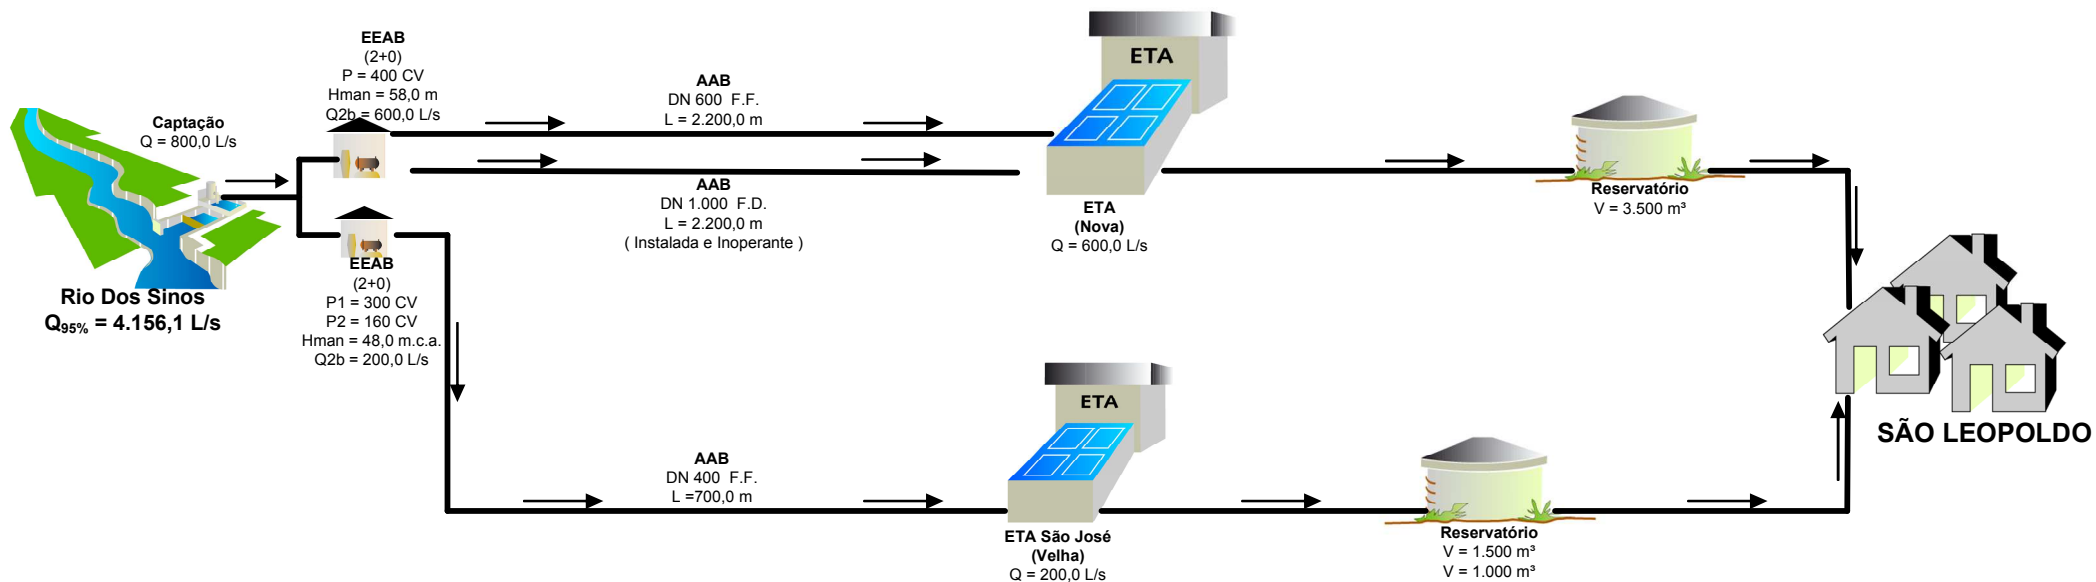 EEAB
(2+0)
P = 400 CV
Hman = 58,0 m
Q2b = 600,0 L/s
Captação
Q = 800,0 L/s
Rio Dos Sinos
Q95% = 4.156,1 L/s
EEAB
(2+0)
P1 = 300 CV
P2 = 160 CV
Hman = 48,0 m.c.a.
Q2b = 200,0 L/s
AAB
DN 600 F.F.
L = 2.200,0 m
AAB
DN 1.000 F.D.
L = 2.200,0 m
( Instalada e Inoperante )
ETA
ETA
(Nova)
Q = 600,0 L/s
Reservatório
V = 3.500 m³
AAB
DN 400 F.F.
L =700,0 m
ETA
ETA São José
(Velha)
Q = 200,0 L/s
Reservatório
V = 1.500 m³
V = 1.000 m³
SÃO LEOPOLDO